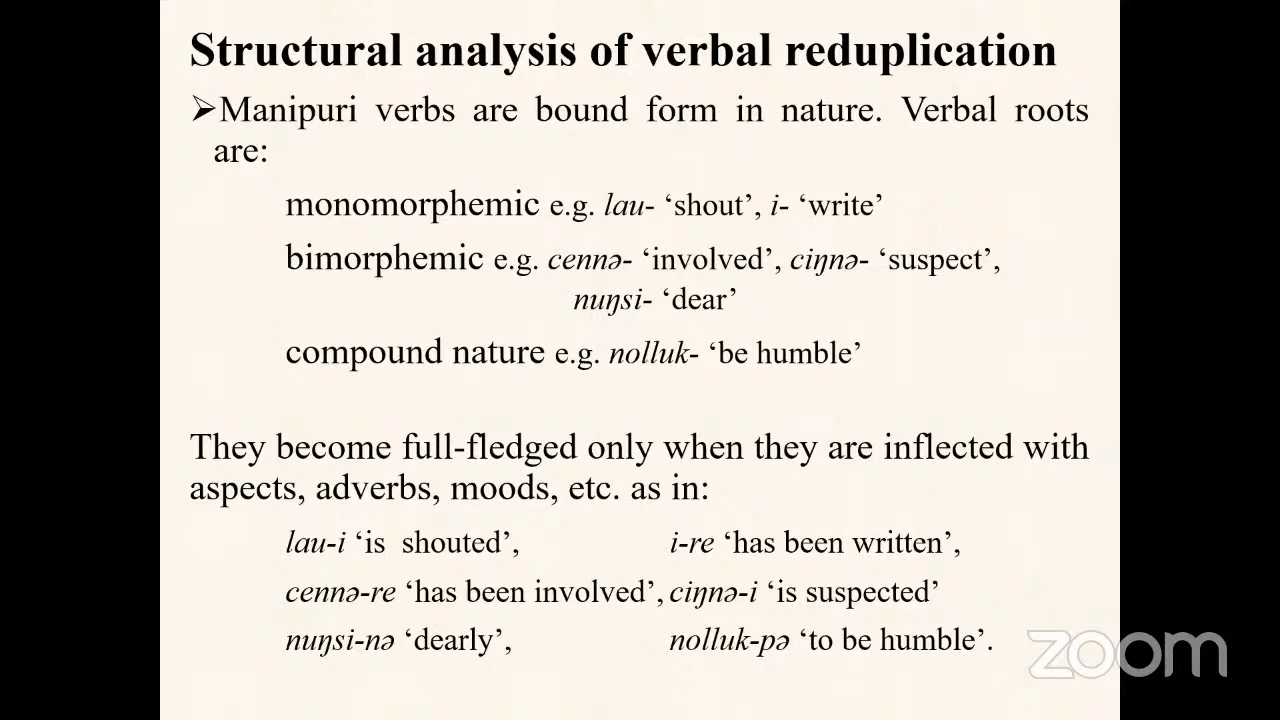 Structural analysis of verbal reduplication
➢Manipuri verbs are bound form in nature. Verbal roots
are:
monomorphemic e.g. lau- ‘shout’, i- ‘write’
bimorphemic e.g. cennə- ‘involved’, ciŋnə- ‘suspect’,
nuŋsi- ‘dear’
compound nature e.g. nolluk- ‘be humble’
They become full-fledged only when they are inflected with
aspects, adverbs, moods, etc. as in:
lau-i ‘is shouted’, i-re ‘has been written’,
cennə-re ‘has been involved’, ciŋnə-i ‘is suspected’
nuŋsi-nə ‘dearly’, nolluk-pə ‘to be humble’.
zoom